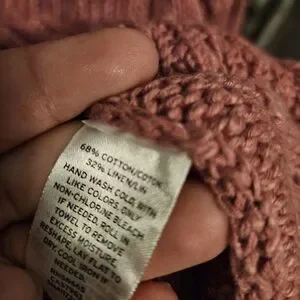 68% COTTON/COTON
32% LINEN/LIN
HAND WASH COLD, WITH
LIKE COLORS. ONLY
NON-CHLORINE BLEACH
IF NEEDED. ROLL IN
TOWEL TO REMOVE
EXCESS MOISTURE.
RESHAPE, LAY FLAT TO
DRY. COOL IRON IF
NEEDED.